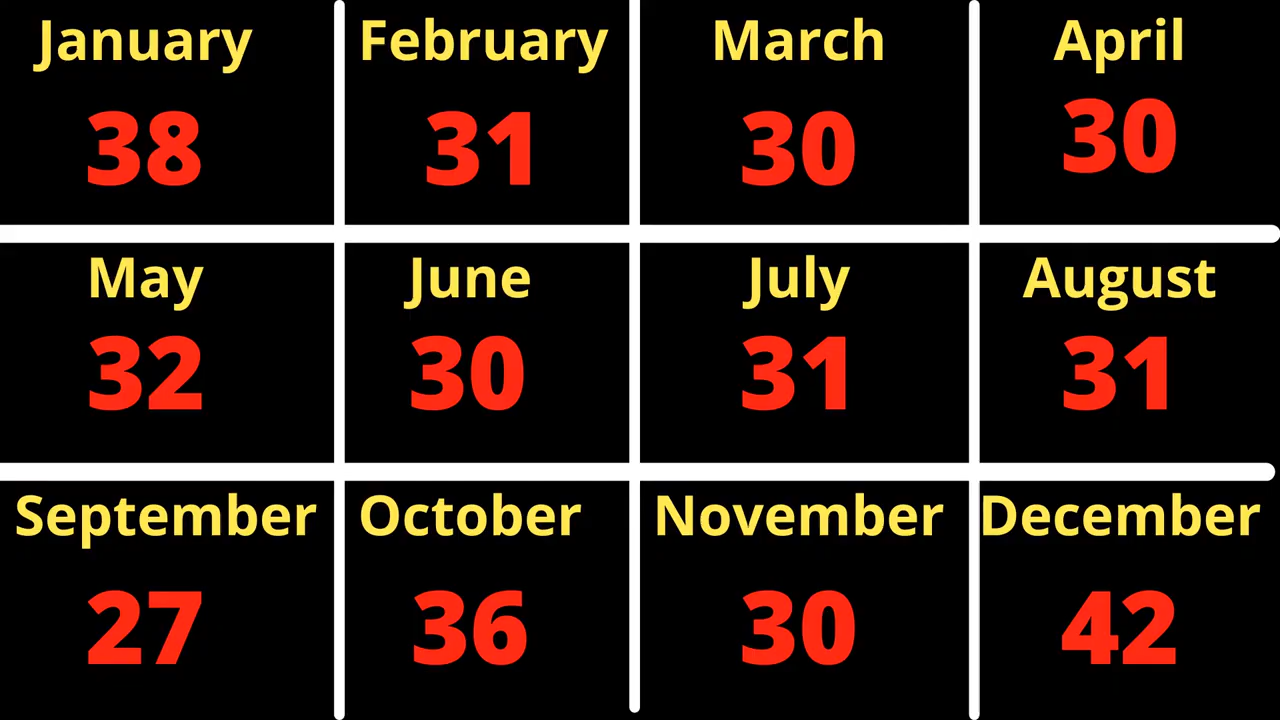 January February March April
38 31 30 30
May June July August
32 30 31 31
September October November December
27 36 30 42